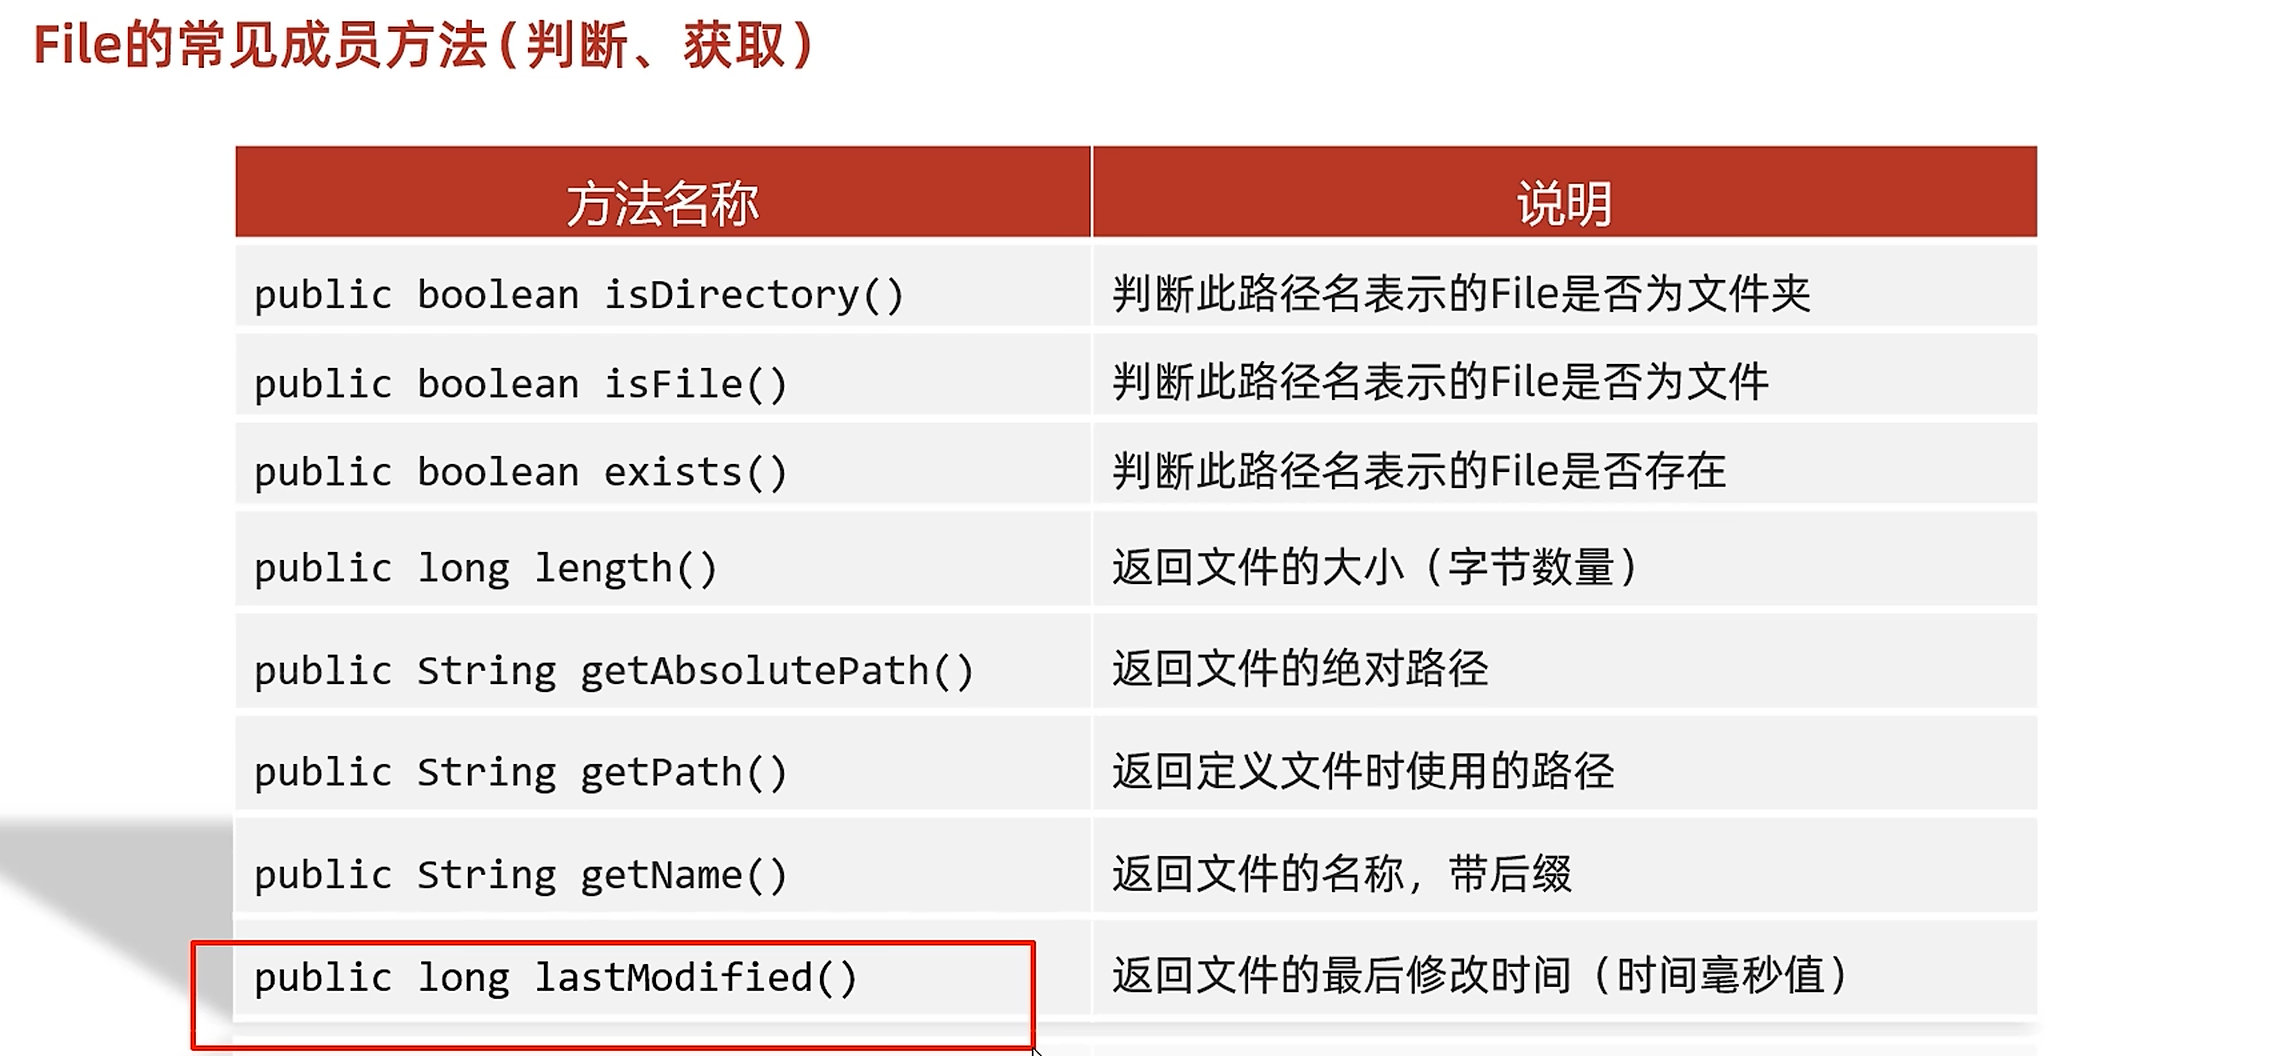 File的常见成员方法(判断、获取)
方法名称 说明
public boolean isDirectory() 判断此路径名表示的File是否为文件夹
public boolean isFile() 判断此路径名表示的File是否为文件
public boolean exists() 判断此路径名表示的File是否存在
public long length() 返回文件的大小（字节数量）
public String getAbsolutePath() 返回文件的绝对路径
public String getPath() 返回定义文件时使用的路径
public String getName() 返回文件的名称，带后缀
public long lastModified() 返回文件的最后修改时间（时间毫秒值）